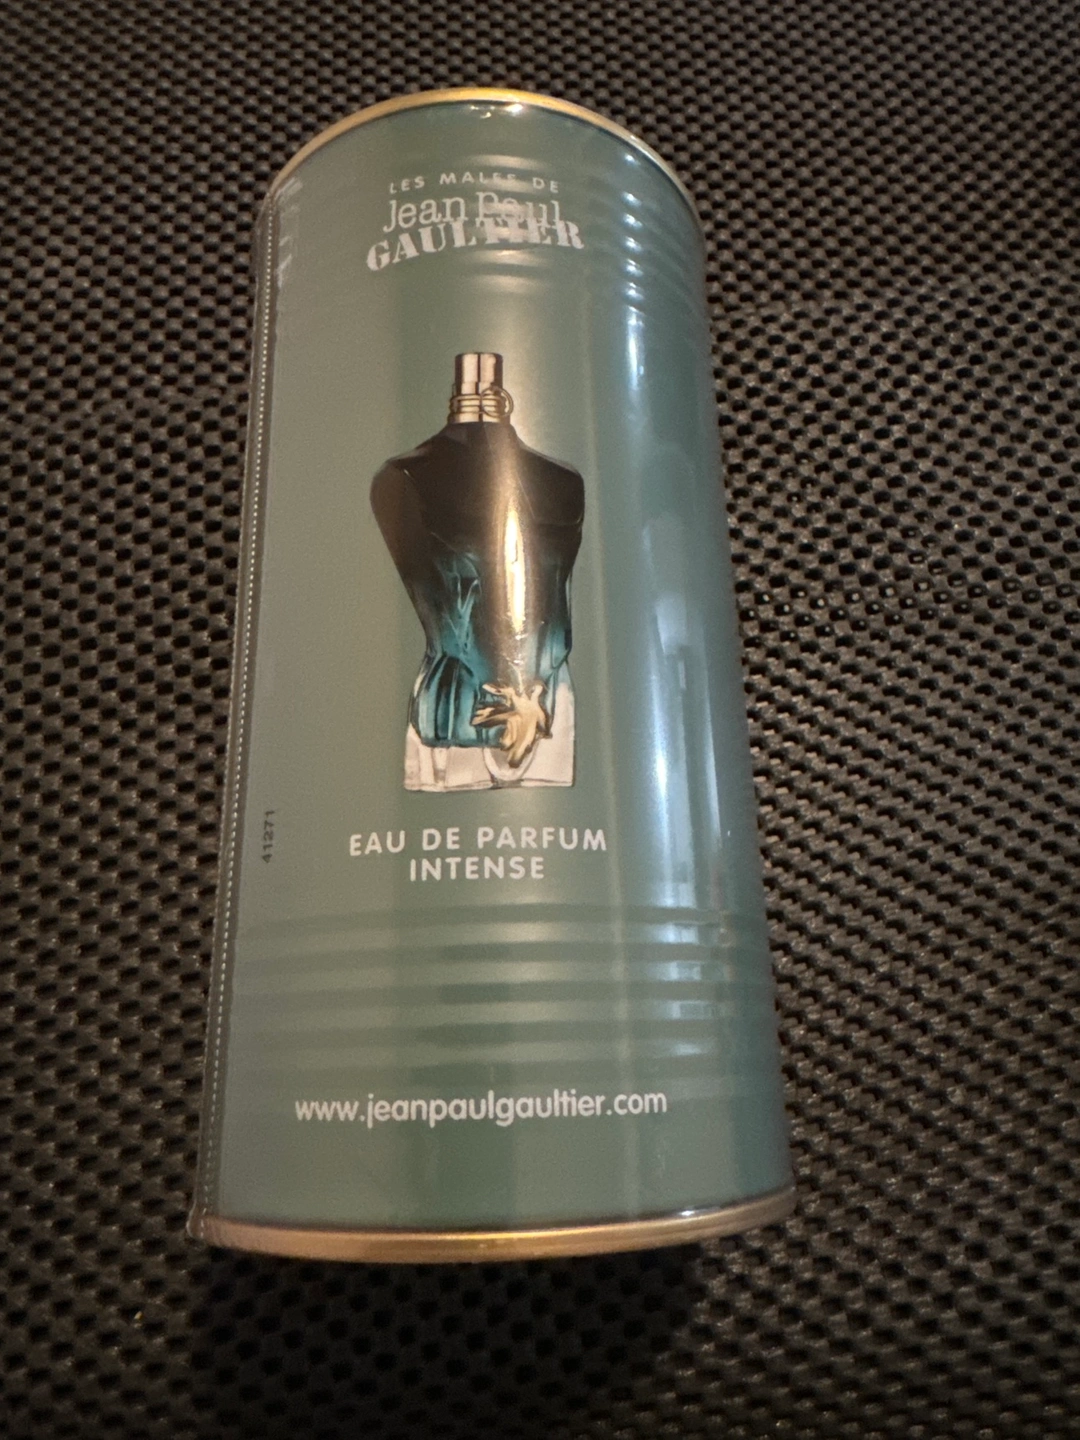 LES MALES DE
Jean Paul
GAULTIER
41271
EAU DE PARFUM
INTENSE
www.jeanpaulgaultier.com